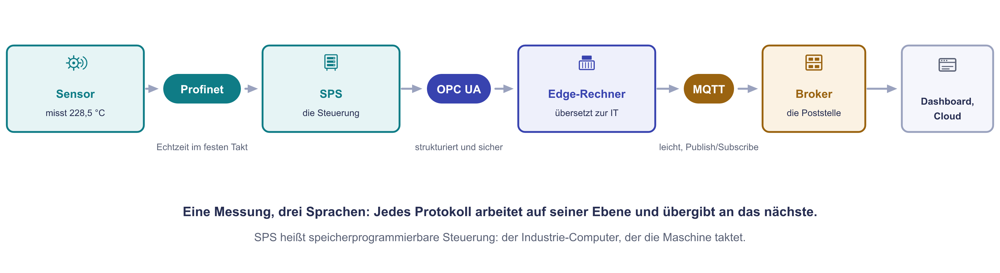 Sensor
misst 228,5 °C
Profinet
Echtzeit im festen Takt
SPS
die Steuerung
OPC UA
strukturiert und sicher
Edge-Rechner
übersetzt zur IT
MQTT
leicht, Publish/Subscribe
Broker
die Poststelle
Dashboard,
Cloud
Eine Messung, drei Sprachen: Jedes Protokoll arbeitet auf seiner Ebene und übergibt an das nächste.
SPS heißt speicherprogrammierbare Steuerung: der Industrie-Computer, der die Maschine taktet.